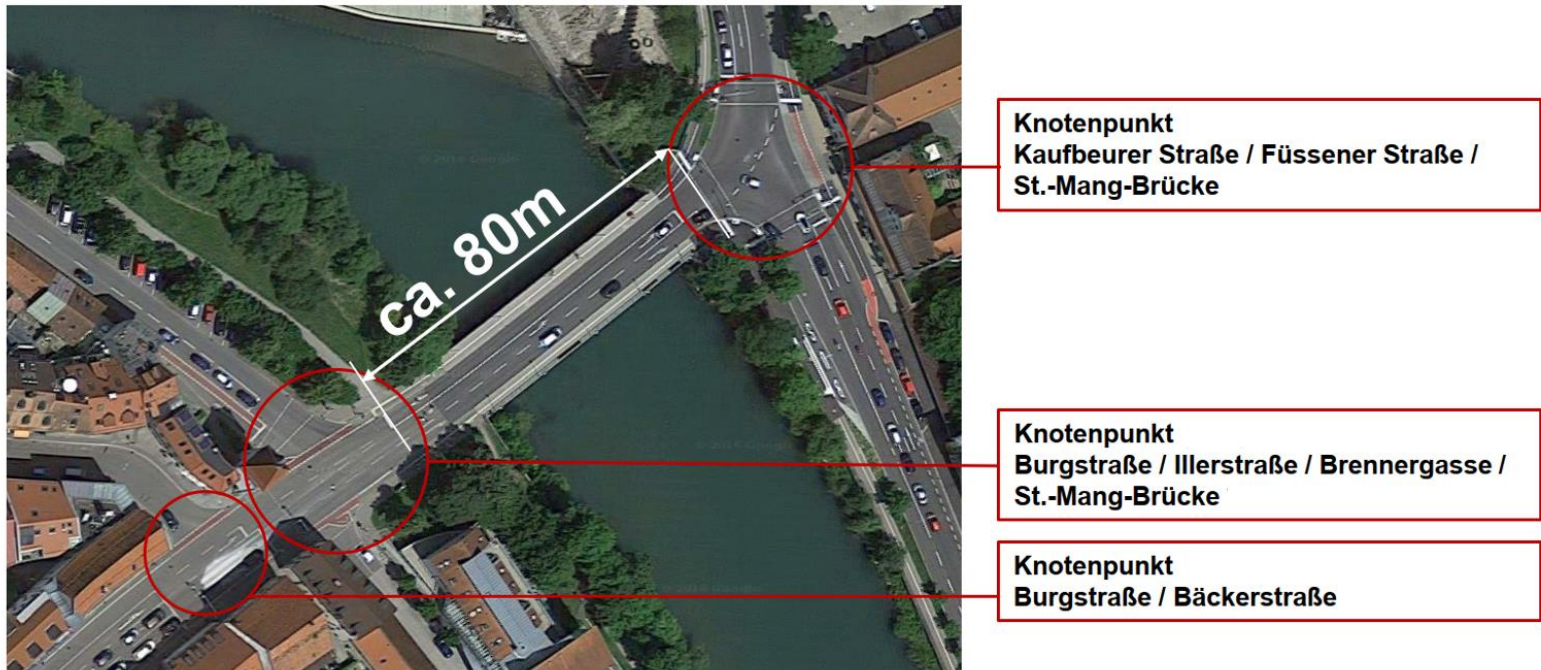 ca. 80m
Knotenpunkt
Kaufbeurer Straße / Füssener Straße /
St.-Mang-Brücke
Knotenpunkt
Burgstraße / Illerstraße / Brennergasse /
St.-Mang-Brücke
Knotenpunkt
Burgstraße / Bäckerstraße